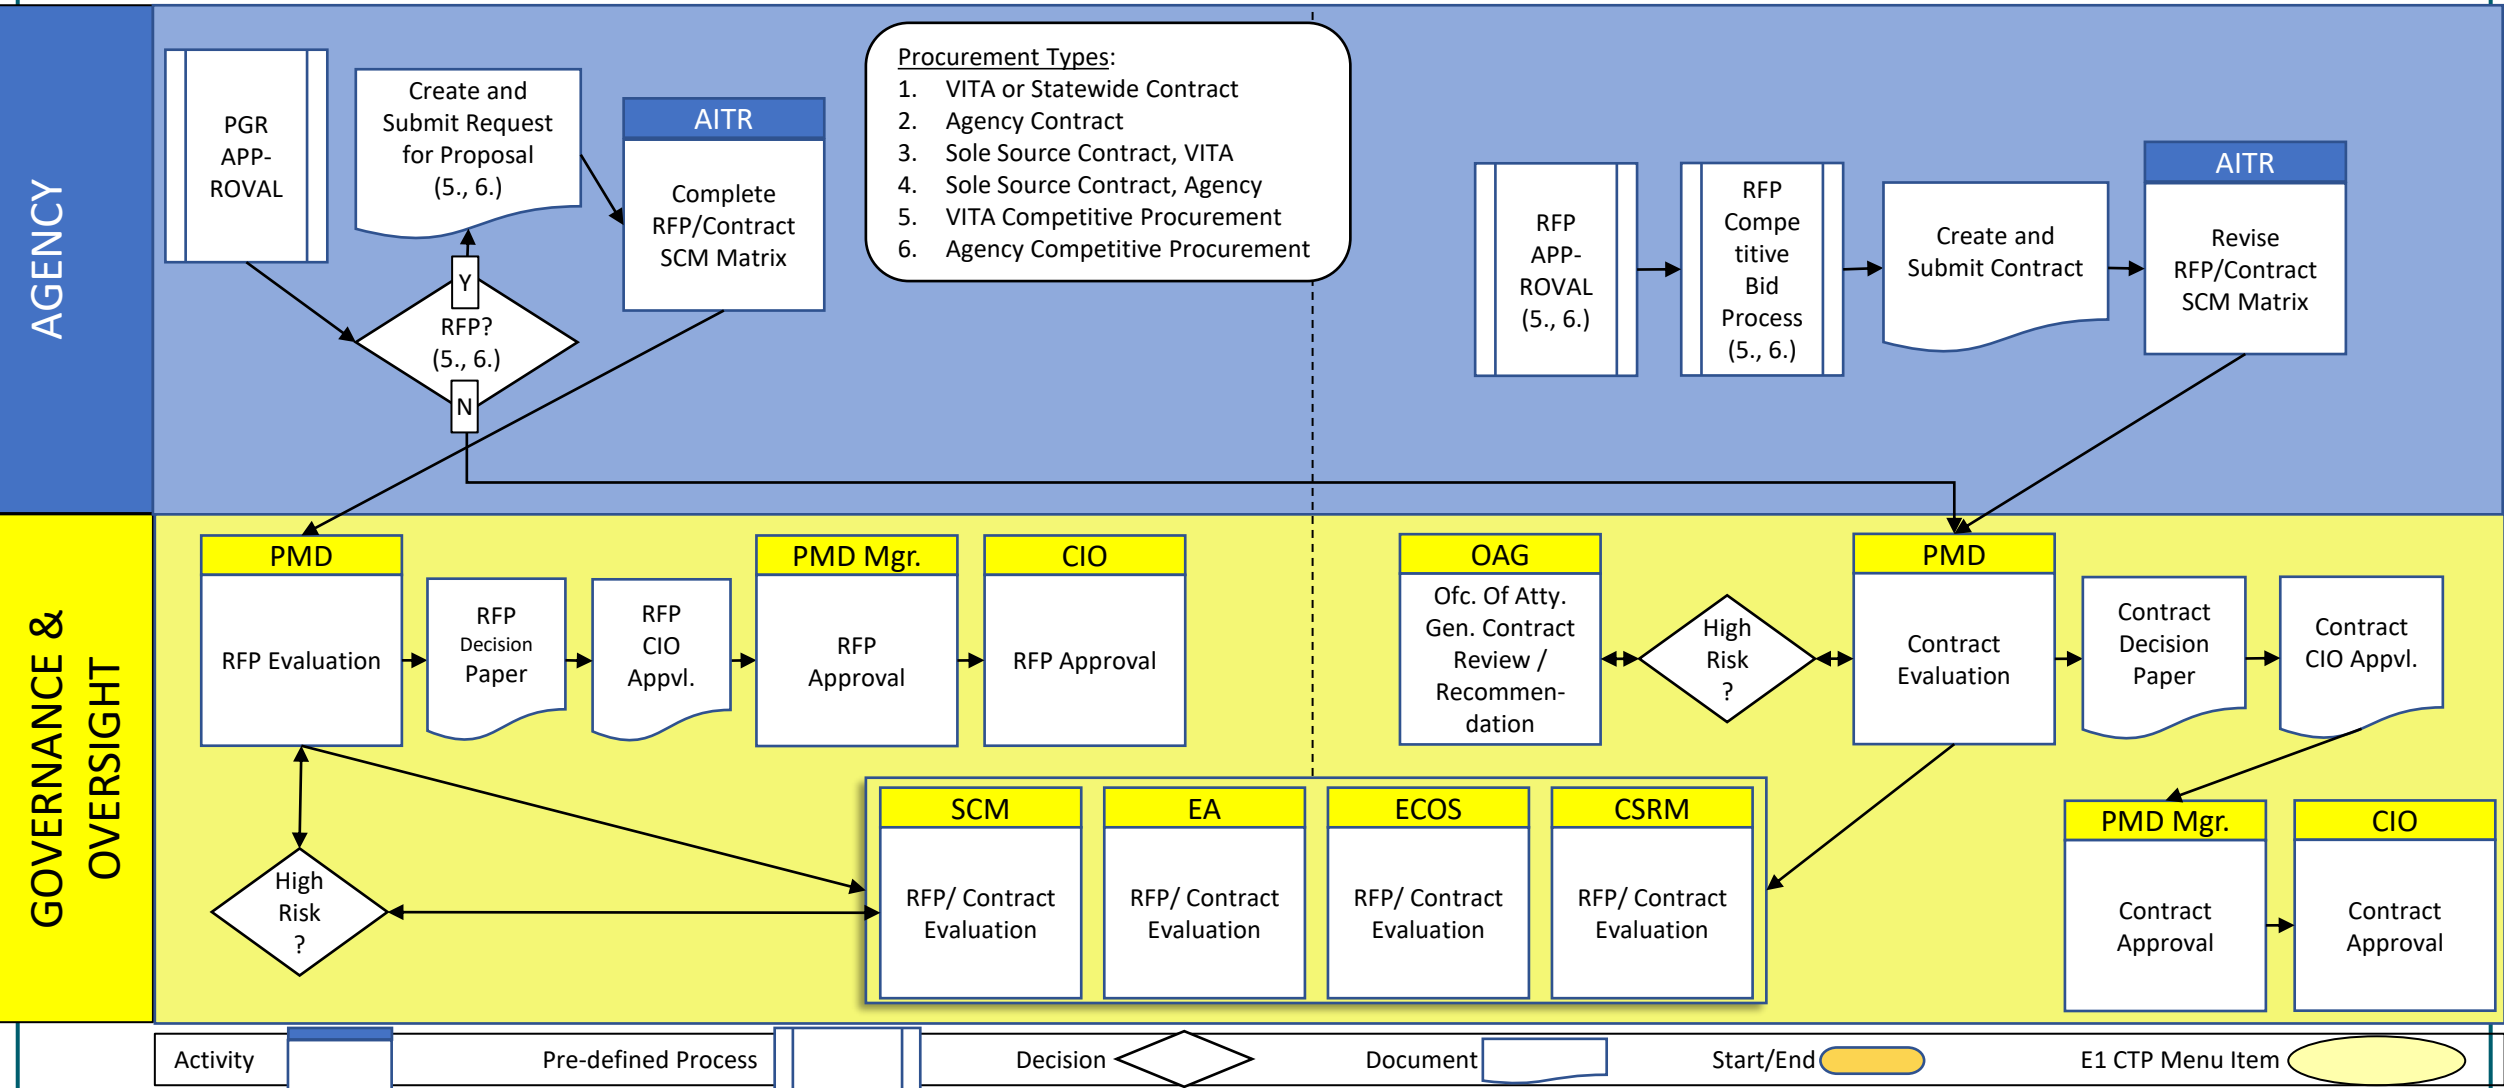 AGENCY
PGR
APP-
ROVAL
Create and
Submit Request
for Proposal
(5., 6.)
Y
RFP?
(5., 6.)
N
AITR
Complete
RFP/Contract
SCM Matrix
Procurement Types:
1. VITA or Statewide Contract
2. Agency Contract
3. Sole Source Contract, VITA
4. Sole Source Contract, Agency
5. VITA Competitive Procurement
6. Agency Competitive Procurement
RFP
APP-
ROVAL
(5., 6.)
RFP
Compe
titive
Bid
Process
(5., 6.)
Create and
Submit Contract
AITR
Revise
RFP/Contract
SCM Matrix
GOVERNANCE &
OVERSIGHT
PMD
RFP Evaluation
RFP
Decision
Paper
RFP
CIO
Appvl.
PMD Mgr.
RFP
Approval
CIO
RFP Approval
OAG
Ofc. Of Atty.
Gen. Contract
Review /
Recommen-
dation
High
Risk
?
PMD
Contract
Evaluation
Contract
Decision
Paper
Contract
CIO Appvl.
High
Risk
?
SCM
RFP/ Contract
Evaluation
EA
RFP/ Contract
Evaluation
ECOS
RFP/ Contract
Evaluation
CSRM
RFP/ Contract
Evaluation
PMD Mgr.
Contract
Approval
CIO
Contract
Approval
Activity
Pre-defined Process
Decision
Document
Start/End
E1 CTP Menu Item